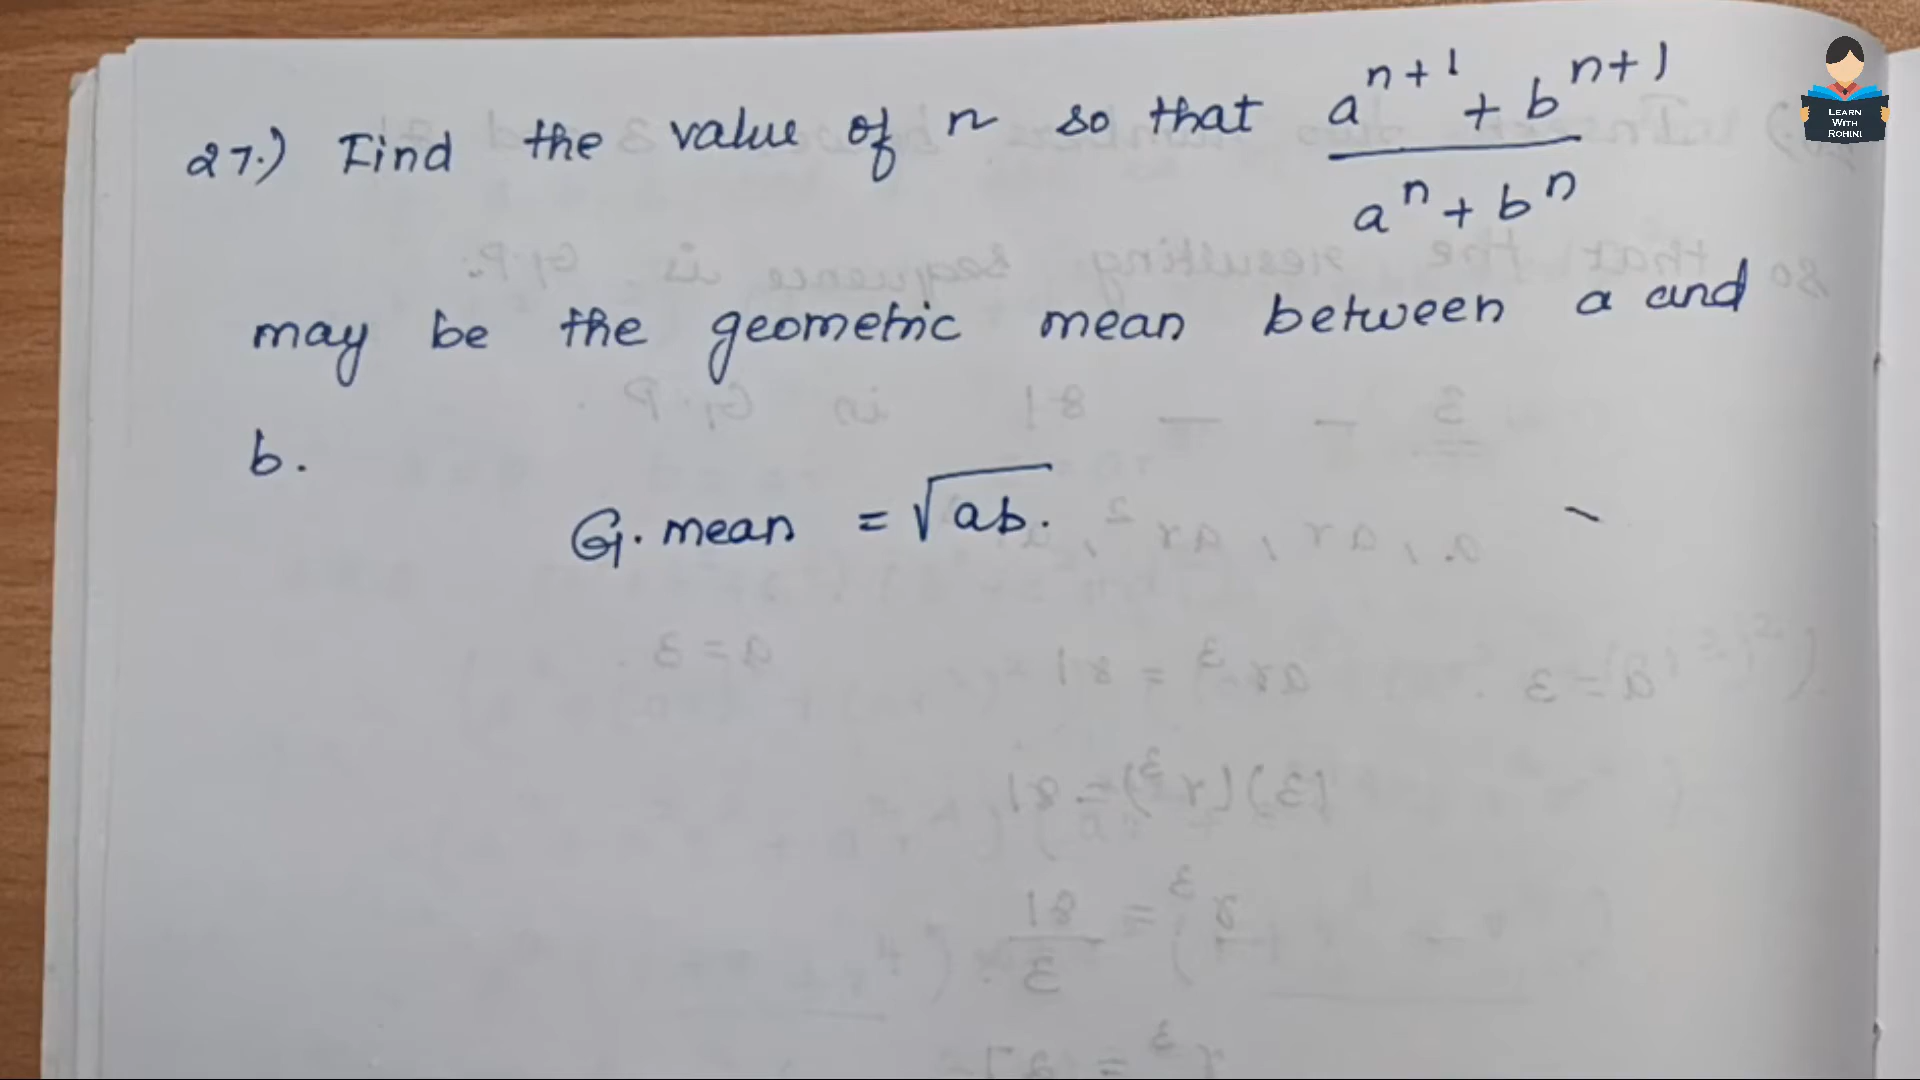 27.) Find the value of n so that a^{n+1} + b^{n+1} / a^n + b^n
may be the geometric mean between a and
b.
G. mean = √ab.
LEARN
WITH
ROHINI